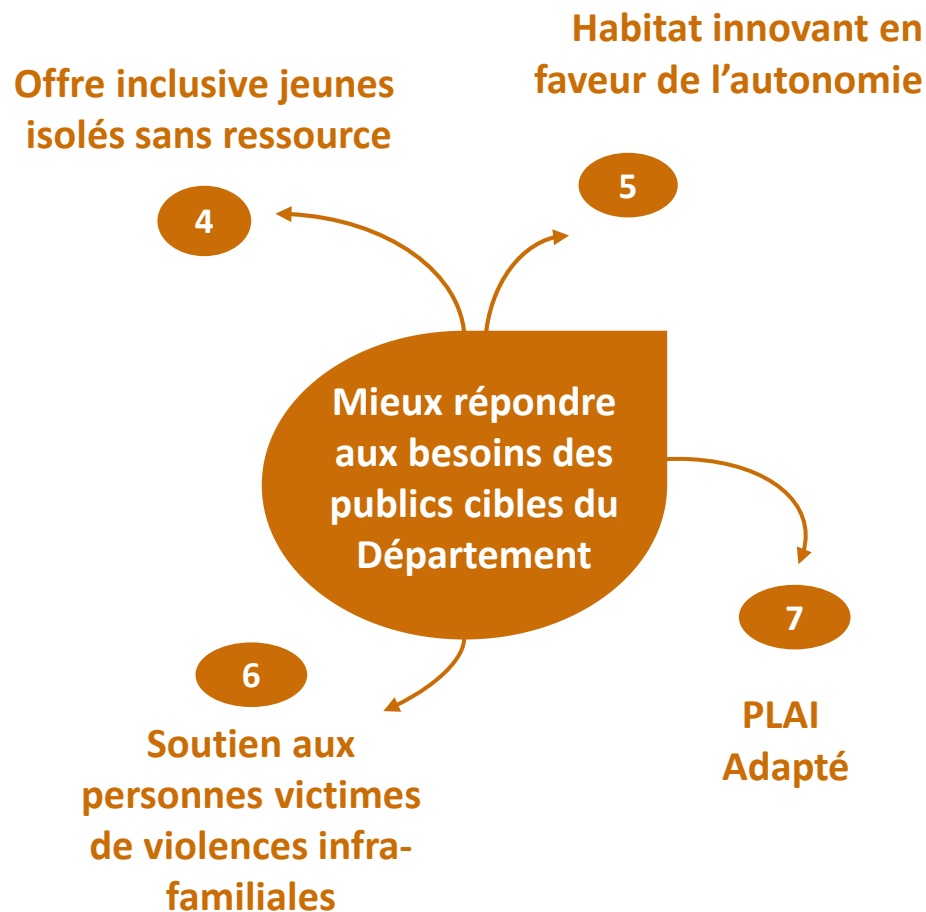 Habitat innovant en
faveur de l’autonomie
Offre inclusive jeunes
isolés sans ressource
5
4
Mieux répondre
aux besoins des
publics cibles du
Département
7
6
PLAI
Adapté
Soutien aux
personnes victimes
de violences infra-
familiales